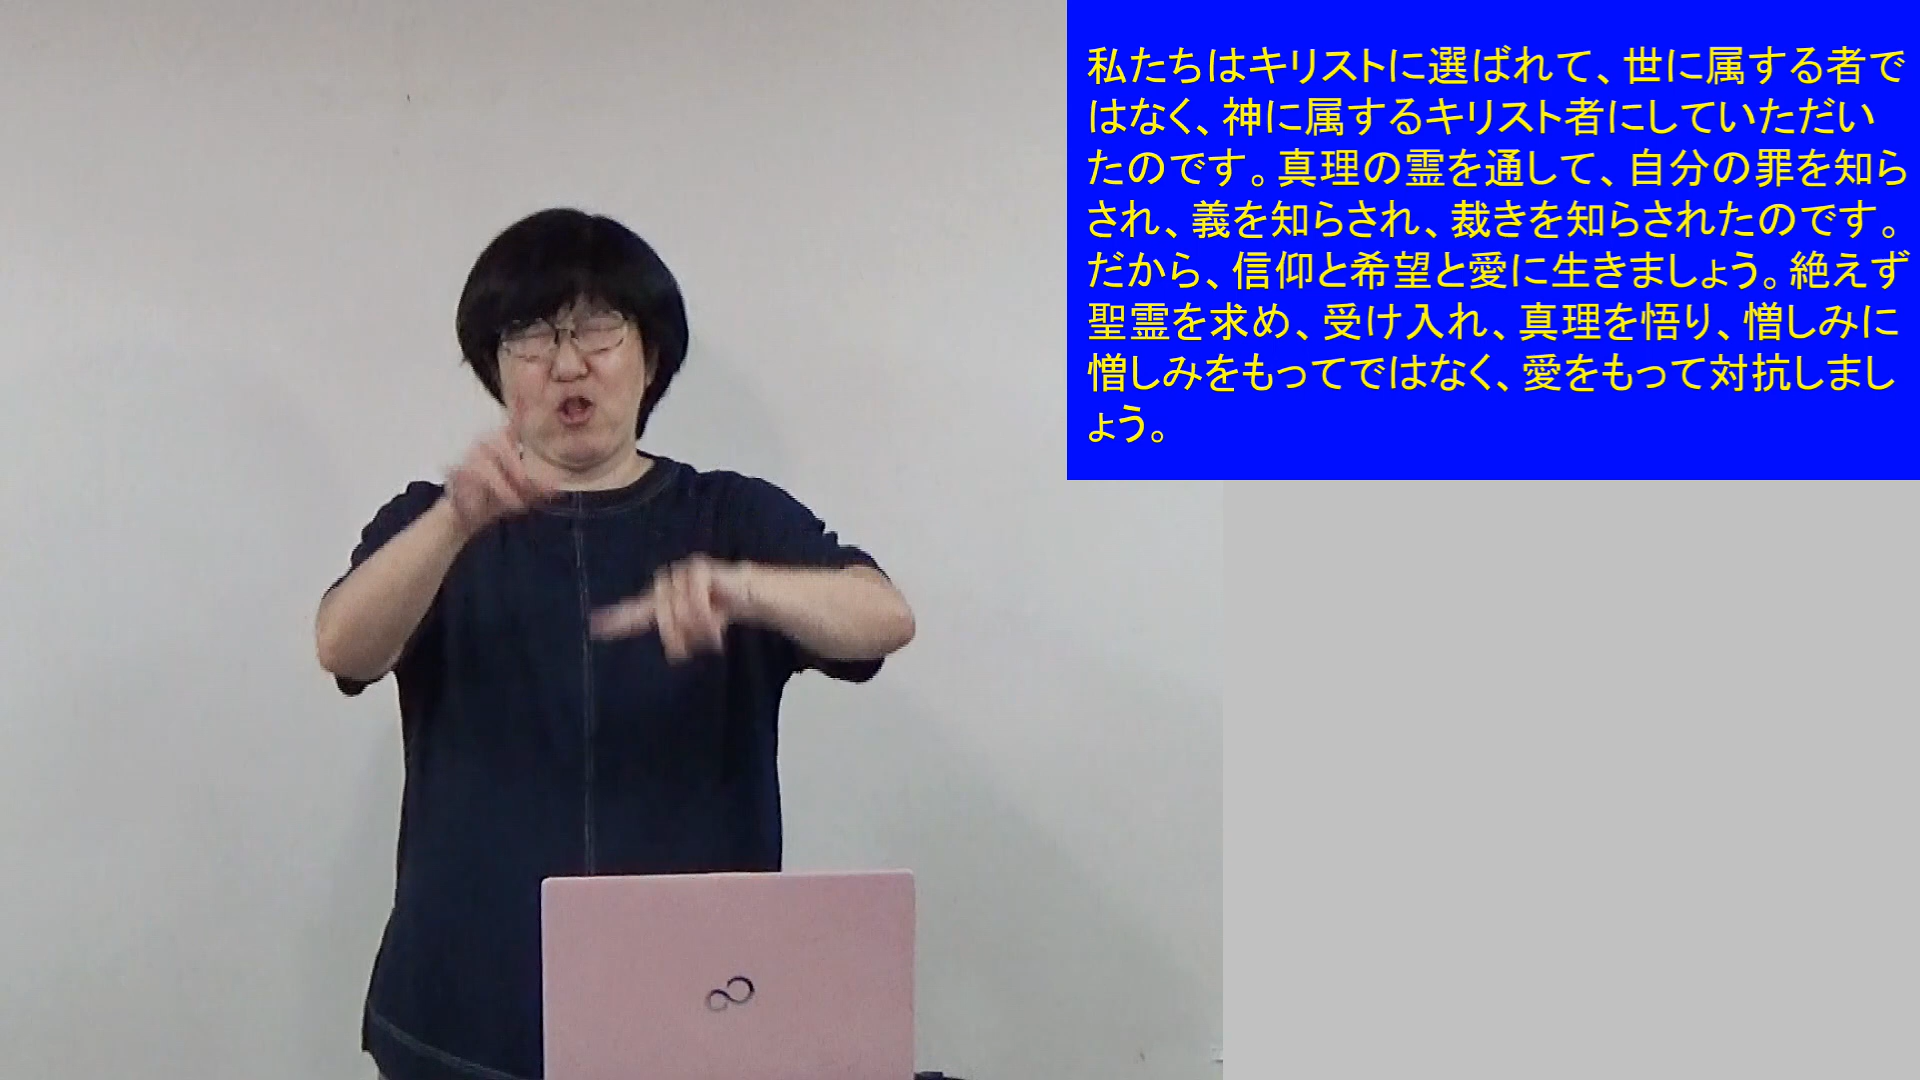 私たちはキリストに選ばれて、世に属する者で
はなく、神に属するキリスト者にしていただい
たのです。真理の霊を通して、自分の罪を知ら
され、義を知らされ、裁きを知らされたのです。
だから、信仰と希望と愛に生きましょう。絶えず
聖霊を求め、受け入れ、真理を悟り、憎しみに
憎しみをもってではなく、愛をもって対抗しまし
ょう。